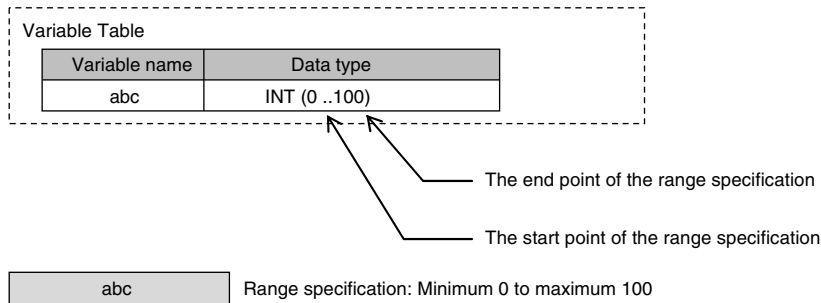 Variable Table
Variable name Data type
abc INT (0 ..100)
The end point of the range specification
The start point of the range specification
abc Range specification: Minimum 0 to maximum 100